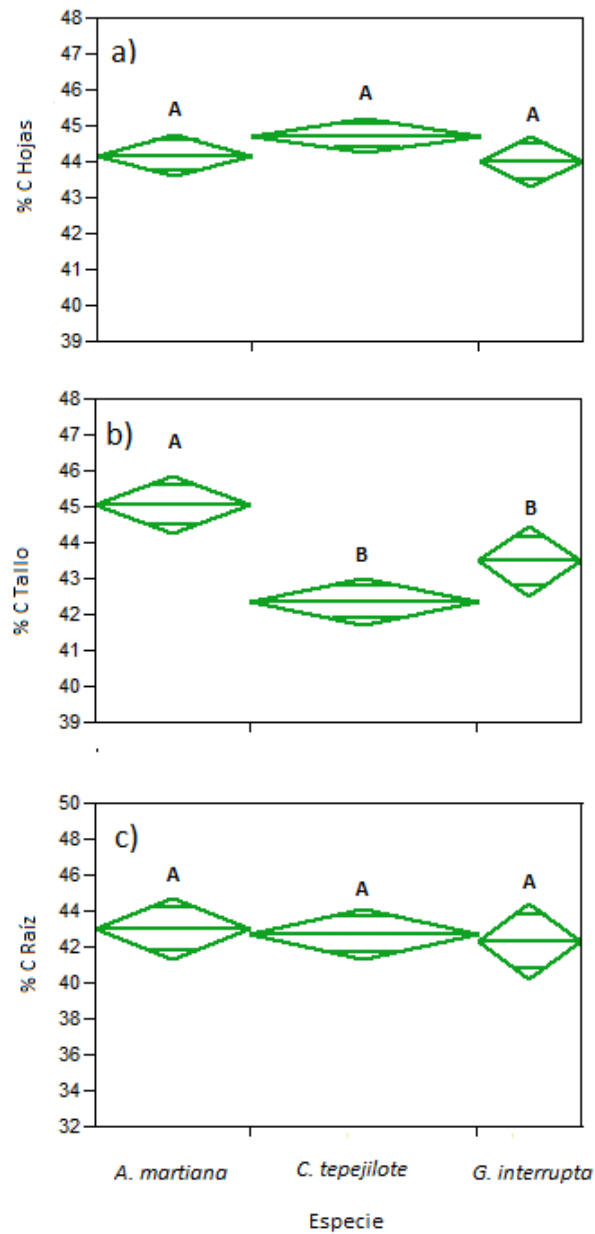 a)
% C Hojas
48
47
46
45
44
43
42
41
40
39
A
A
A
b)
% C Tallo
48
47
46
45
44
43
42
41
40
39
A
B
B
c)
% C Raíz
50
48
46
44
42
40
38
36
34
32
A
A
A
A. martiana
C. tepejilote
G. interrupta
Especie